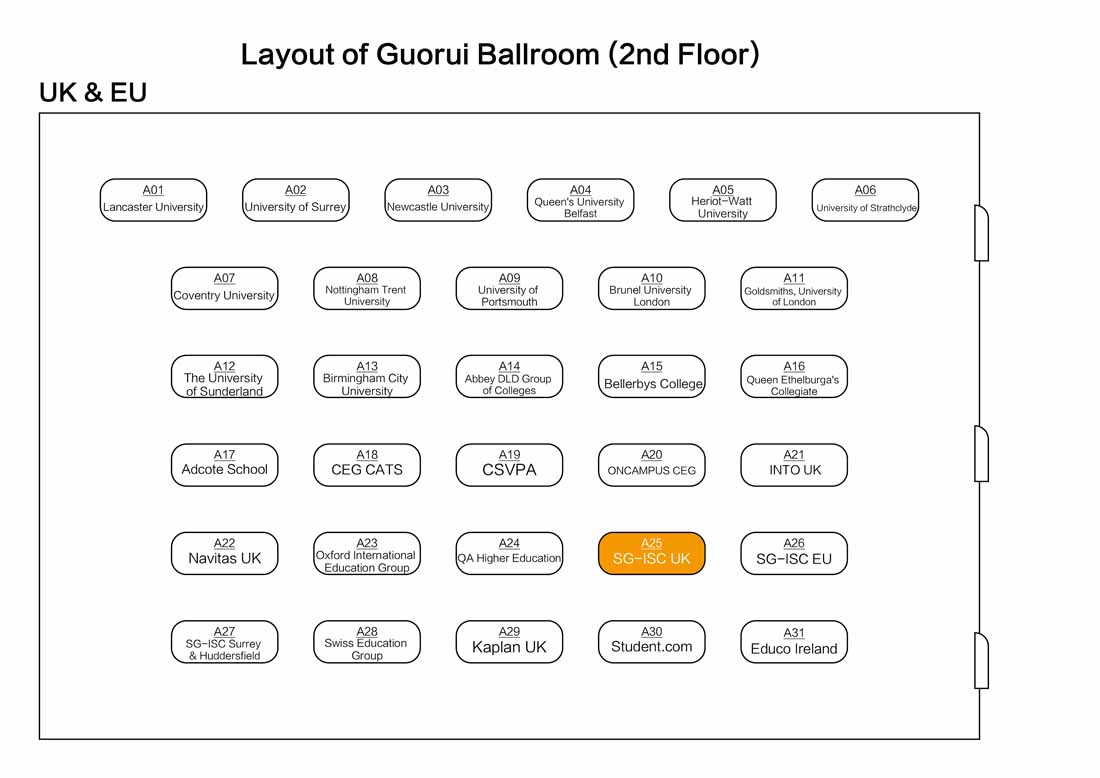 Layout of Guorui Ballroom (2nd Floor)
UK & EU
A01
Lancaster University
A02
University of Surrey
A03
Newcastle University
A04
Queen's University
Belfast
A05
Heriot-Watt
University
A06
University of Strathclyde
A07
Coventry University
A08
Nottingham Trent
University
A09
University of
Portsmouth
A10
Brunel University
London
A11
Goldsmiths, University
of London
A12
The University
of Sunderland
A13
Birmingham City
University
A14
Abbey DLD Group
of Colleges
A15
Bellerbys College
A16
Queen Ethelburga's
Collegiate
A17
Adcote School
A18
CEG CATS
A19
CSVPA
A20
ONCAMPUS CEG
A21
INTO UK
A22
Navitas UK
A23
Oxford International
Education Group
A24
QA Higher Education
A25
SG-ISC UK
A26
SG-ISC EU
A27
SG-ISC Surrey
& Huddersfield
A28
Swiss Education
Group
A29
Kaplan UK
A30
Student.com
A31
Educo Ireland